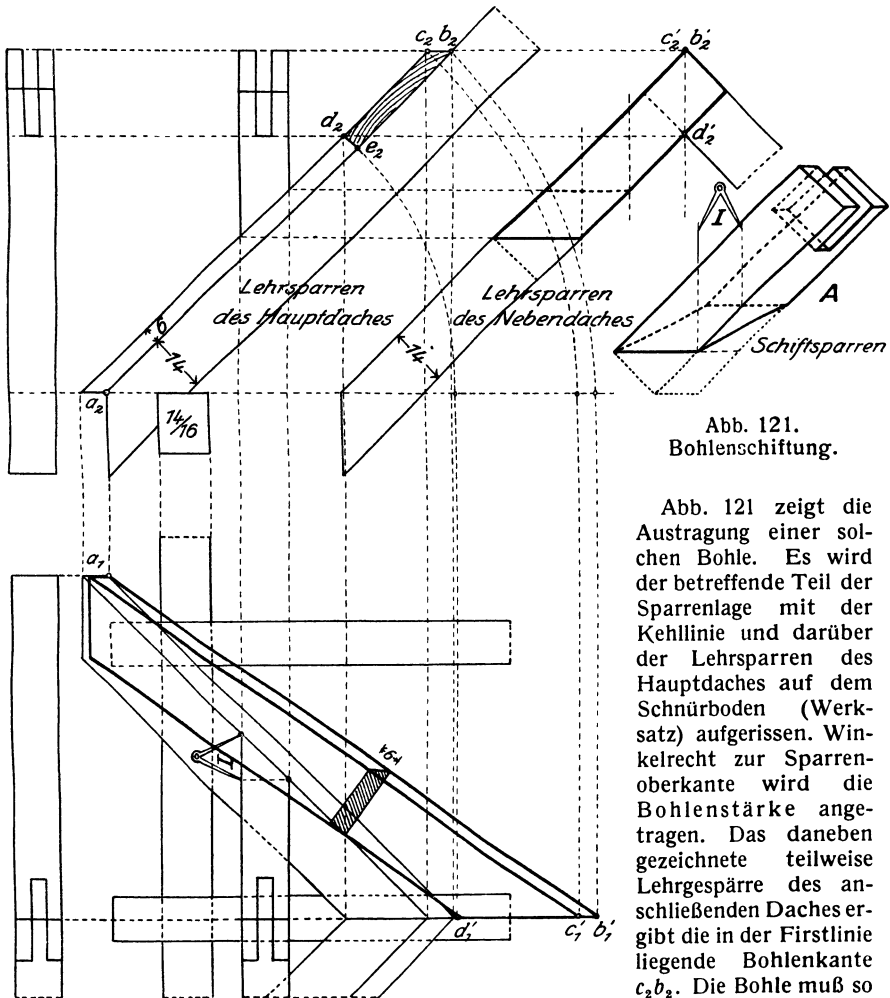 c₂ b₂
c₂' b₂'
d₂
e₂
d₂'
I
A
Lehrsparren
des Hauptdaches
Lehrsparren
des Nebendaches
Schiftsparren
6
14
14
a₂
14/16
Abb. 121.
Bohlenschiftung.
a₁
I
d₁'
c₁' b₁'
Abb. 121 zeigt die
Austragung einer sol-
chen Bohle. Es wird
der betreffende Teil der
Sparrenlage mit der
Kehllinie und darüber
der Lehrsparren des
Hauptdaches auf dem
Schnürboden (Werk-
satz) aufgerissen. Win-
kelrecht zur Sparren-
oberkante wird die
Bohlenstärke ange-
tragen. Das daneben
gezeichnete teilweise
Lehrgespärre des an-
schließenden Daches er-
gibt die in der Firstlinie
liegende Bohlenkante
c₂b₂. Die Bohle muß so